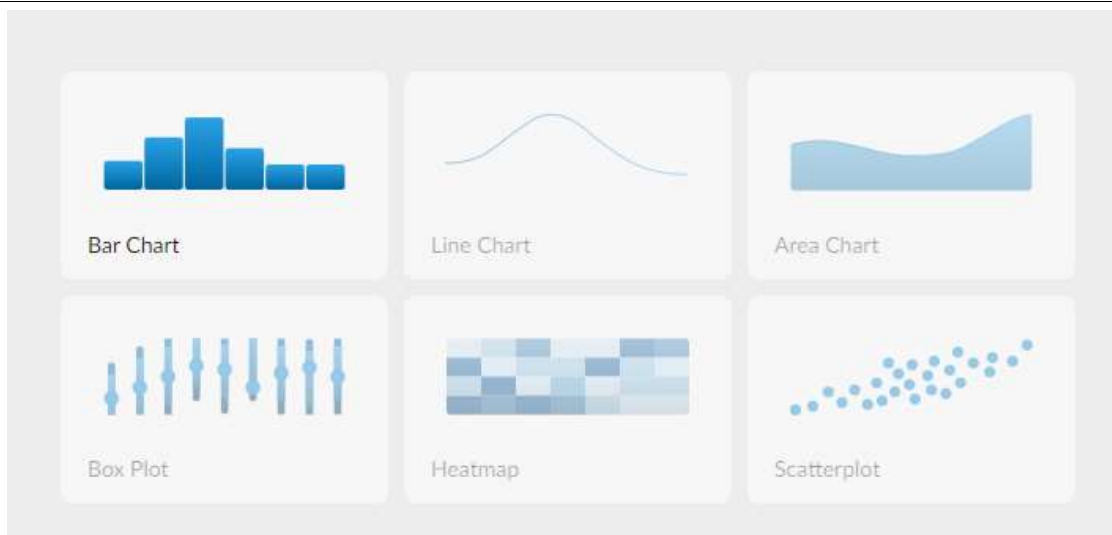 Bar Chart
Line Chart
Area Chart
Box Plot
Heatmap
Scatterplot